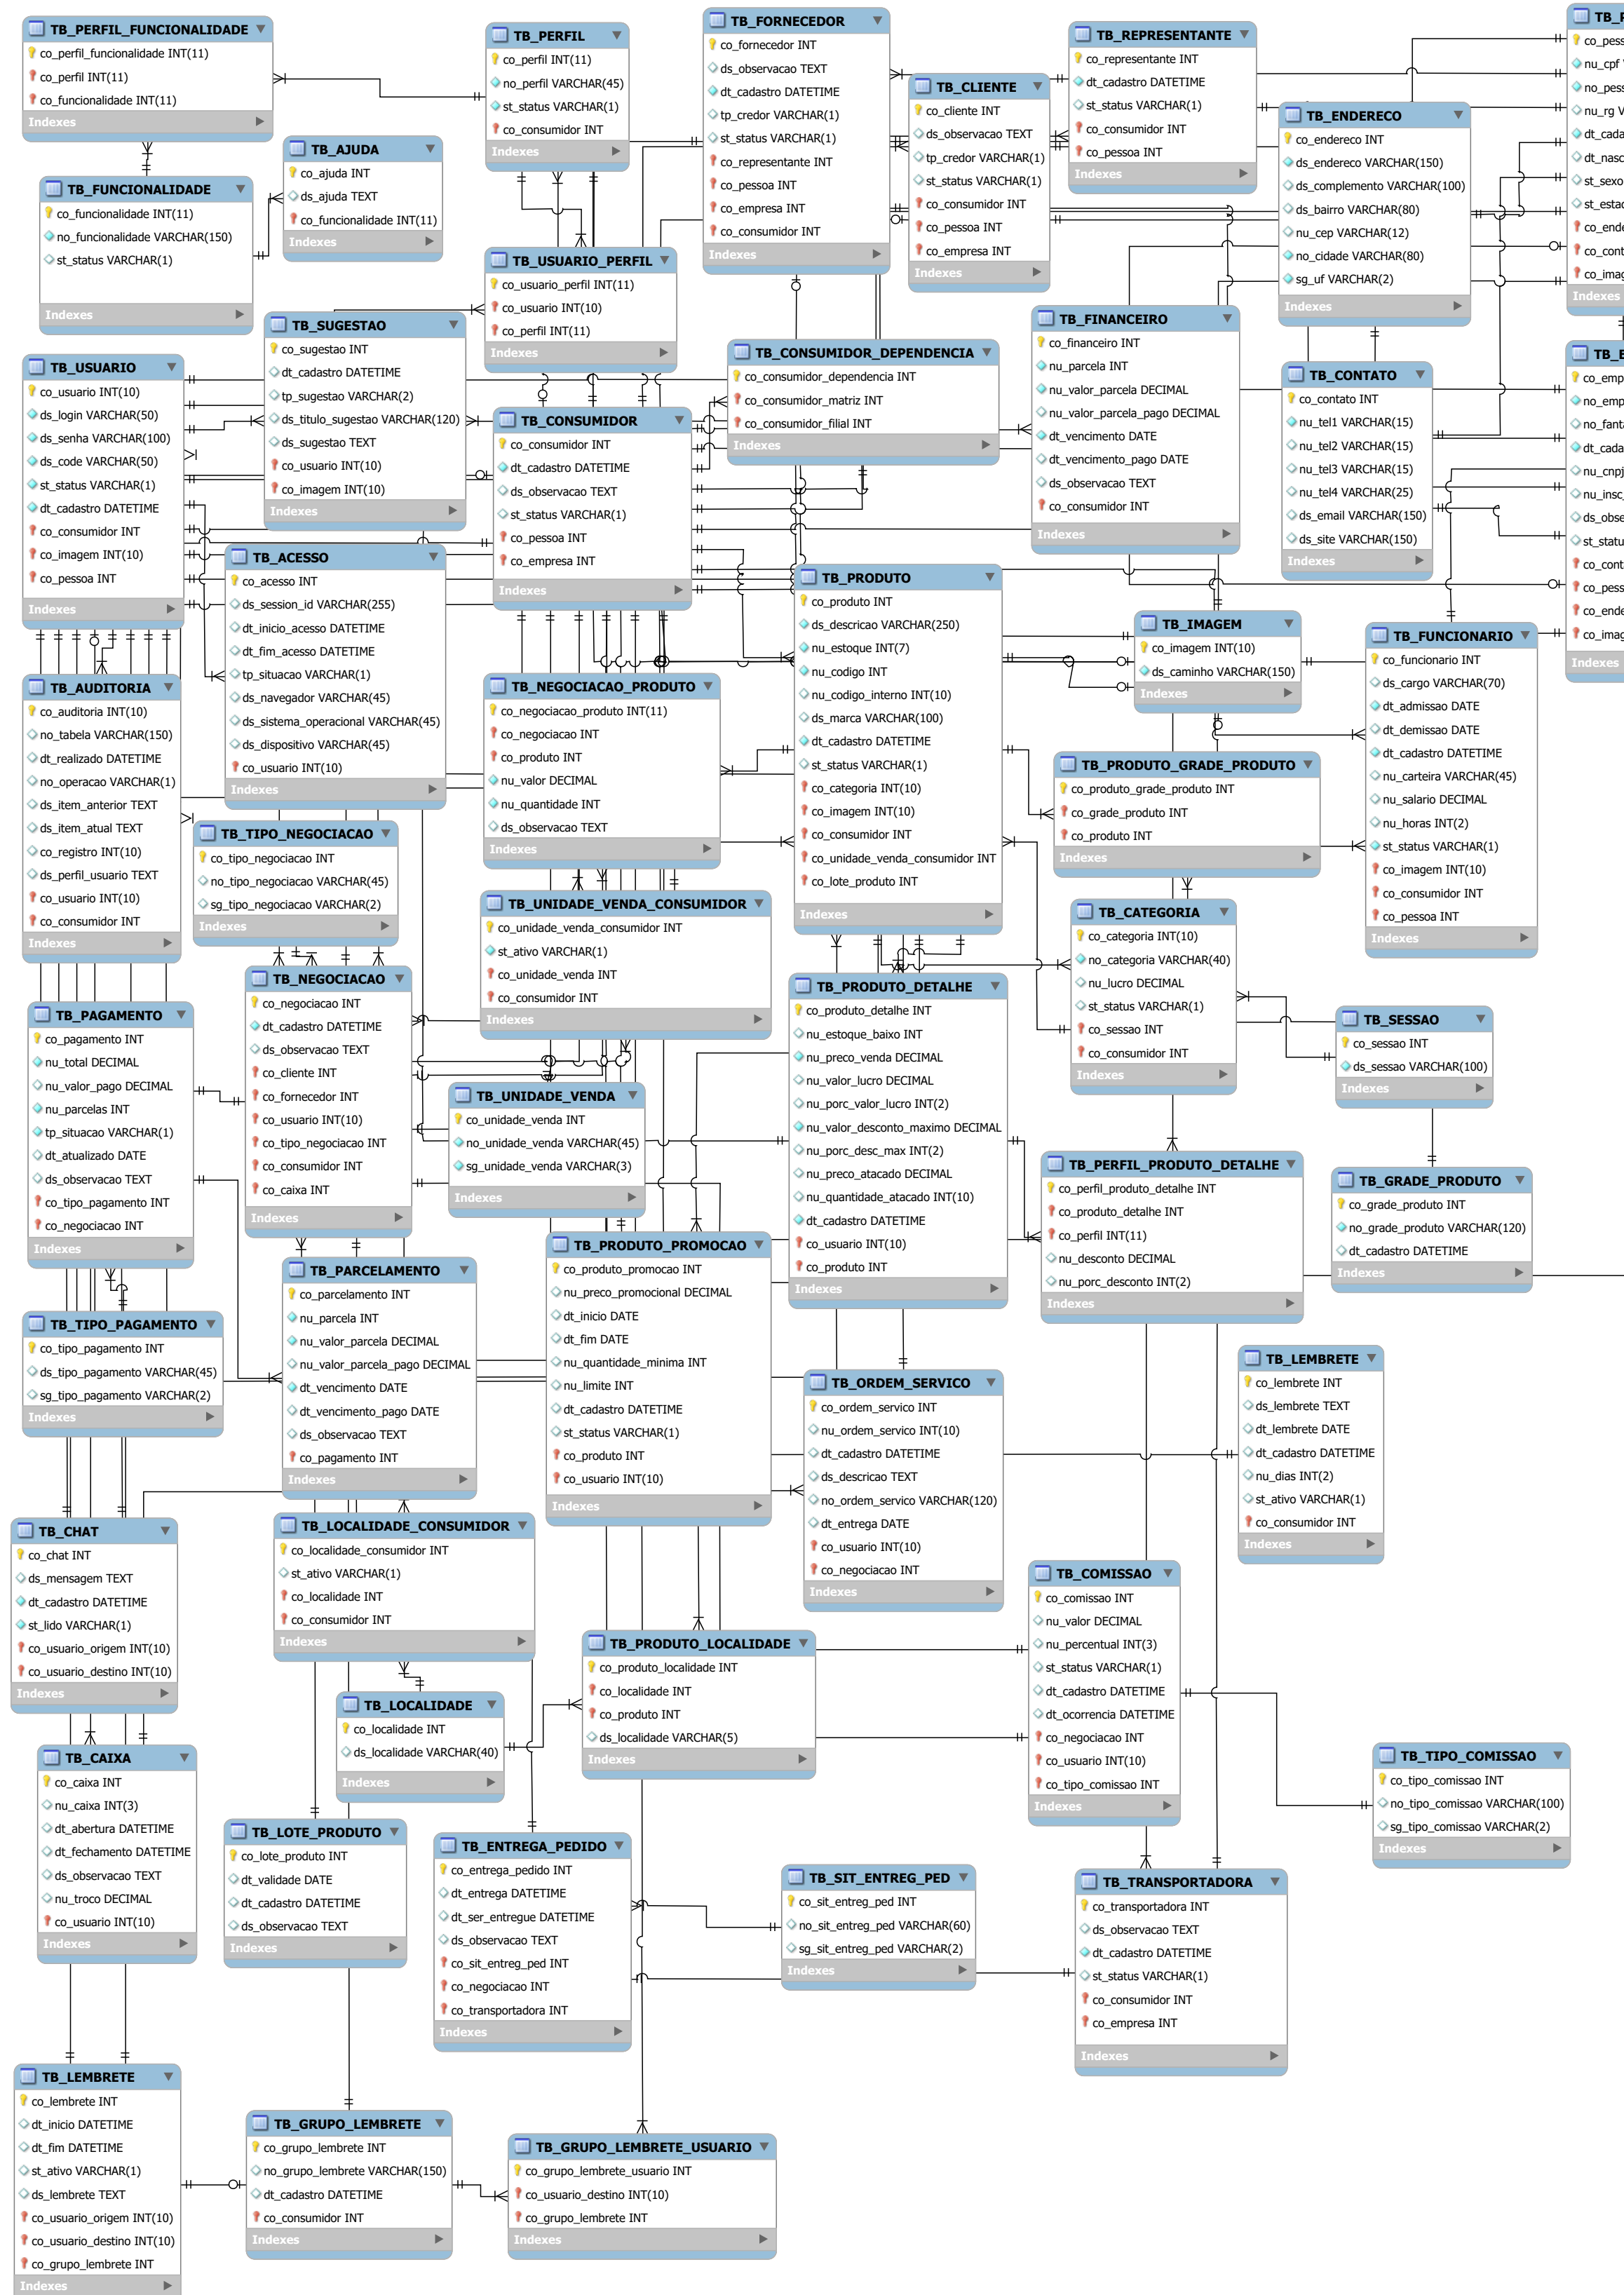 TB_PERFIL_FUNCIONALIDADE
co_perfil_funcionalidade INT(11)
co_perfil INT(11)
co_funcionalidade INT(11)
Indexes
TB_PERFIL
co_perfil INT(11)
no_perfil VARCHAR(45)
st_status VARCHAR(1)
co_consumidor INT
Indexes
TB_FORNECEDOR
co_fornecedor INT
ds_observacao TEXT
dt_cadastro DATETIME
tp_credor VARCHAR(1)
st_status VARCHAR(1)
co_representante INT
co_pessoa INT
co_empresa INT
co_consumidor INT
Indexes
TB_CLIENTE
co_cliente INT
ds_observacao TEXT
tp_credor VARCHAR(1)
st_status VARCHAR(1)
co_consumidor INT
co_pessoa INT
co_empresa INT
Indexes
TB_REPRESENTANTE
co_representante INT
dt_cadastro DATETIME
st_status VARCHAR(1)
co_consumidor INT
co_pessoa INT
Indexes
TB_ENDERECO
co_endereco INT
ds_endereco VARCHAR(150)
ds_complemento VARCHAR(100)
ds_bairro VARCHAR(80)
nu_cep VARCHAR(12)
no_cidade VARCHAR(80)
sg_uf VARCHAR(2)
Indexes
TB_P
co_pess
nu_cpf
no_pess
nu_rg V
dt_cada
dt_nasc
st_sexo
st_estad
co_ende
co_cont
co_imag
Indexes
TB_FUNCIONALIDADE
co_funcionalidade INT(11)
no_funcionalidade VARCHAR(150)
st_status VARCHAR(1)
Indexes
TB_AJUDA
co_ajuda INT
ds_ajuda TEXT
co_funcionalidade INT(11)
Indexes
TB_USUARIO_PERFIL
co_usuario_perfil INT(11)
co_usuario INT(10)
co_perfil INT(11)
Indexes
TB_SUGESTAO
co_sugestao INT
dt_cadastro DATETIME
tp_sugestao VARCHAR(2)
ds_titulo_sugestao VARCHAR(120)
ds_sugestao TEXT
co_usuario INT(10)
co_imagem INT(10)
Indexes
TB_USUARIO
co_usuario INT(10)
ds_login VARCHAR(50)
ds_senha VARCHAR(100)
ds_code VARCHAR(50)
st_status VARCHAR(1)
dt_cadastro DATETIME
co_consumidor INT
co_imagem INT(10)
co_pessoa INT
Indexes
TB_CONSUMIDOR
co_consumidor INT
dt_cadastro DATETIME
ds_observacao TEXT
st_status VARCHAR(1)
co_pessoa INT
co_empresa INT
Indexes
TB_CONSUMIDOR_DEPENDENCIA
co_consumidor_dependencia INT
co_consumidor_matriz INT
co_consumidor_filial INT
Indexes
TB_FINANCEIRO
co_financeiro INT
nu_parcela INT
nu_valor_parcela DECIMAL
nu_valor_parcela_pago DECIMAL
dt_vencimento DATE
dt_vencimento_pago DATE
ds_observacao TEXT
co_consumidor INT
Indexes
TB_CONTATO
co_contato INT
nu_tel1 VARCHAR(15)
nu_tel2 VARCHAR(15)
nu_tel3 VARCHAR(15)
nu_tel4 VARCHAR(25)
ds_email VARCHAR(150)
ds_site VARCHAR(150)
Indexes
TB_E
co_emp
no_emp
no_fanta
dt_cada
nu_cnpj
nu_insc
ds_obse
st_statu
co_cont
co_pess
co_ende
co_imag
Indexes
TB_ACESSO
co_acesso INT
ds_session_id VARCHAR(255)
dt_inicio_acesso DATETIME
dt_fim_acesso DATETIME
tp_situacao VARCHAR(1)
ds_navegador VARCHAR(45)
ds_sistema_operacional VARCHAR(45)
ds_dispositivo VARCHAR(45)
co_usuario INT(10)
Indexes
TB_PRODUTO
co_produto INT
ds_descricao VARCHAR(250)
nu_estoque INT(7)
nu_codigo INT
nu_codigo_interno INT(10)
ds_marca VARCHAR(100)
dt_cadastro DATETIME
st_status VARCHAR(1)
co_categoria INT(10)
co_imagem INT(10)
co_consumidor INT
co_unidade_venda_consumidor INT
co_lote_produto INT
Indexes
TB_IMAGEM
co_imagem INT(10)
ds_caminho VARCHAR(150)
Indexes
TB_FUNCIONARIO
co_funcionario INT
ds_cargo VARCHAR(70)
dt_admissao DATE
dt_demissao DATE
dt_cadastro DATETIME
nu_carteira VARCHAR(45)
nu_salario DECIMAL
nu_horas INT(2)
st_status VARCHAR(1)
co_imagem INT(10)
co_consumidor INT
co_pessoa INT
Indexes
TB_AUDITORIA
co_auditoria INT(10)
no_tabela VARCHAR(150)
dt_realizado DATETIME
no_operacao VARCHAR(1)
ds_item_anterior TEXT
ds_item_atual TEXT
co_registro INT(10)
ds_perfil_usuario TEXT
co_usuario INT(10)
co_consumidor INT
Indexes
TB_NEGOCIACAO_PRODUTO
co_negociacao_produto INT(11)
co_negociacao INT
co_produto INT
nu_valor DECIMAL
nu_quantidade INT
ds_observacao TEXT
Indexes
TB_PRODUTO_GRADE_PRODUTO
co_produto_grade_produto INT
co_grade_produto INT
co_produto INT
Indexes
TB_TIPO_NEGOCIACAO
co_tipo_negociacao INT
no_tipo_negociacao VARCHAR(45)
sg_tipo_negociacao VARCHAR(2)
Indexes
TB_UNIDADE_VENDA_CONSUMIDOR
co_unidade_venda_consumidor INT
st_ativo VARCHAR(1)
co_unidade_venda INT
co_consumidor INT
Indexes
TB_CATEGORIA
co_categoria INT(10)
no_categoria VARCHAR(40)
nu_lucro DECIMAL
st_status VARCHAR(1)
co_sessao INT
co_consumidor INT
Indexes
TB_NEGOCIACAO
co_negociacao INT
dt_cadastro DATETIME
ds_observacao TEXT
co_cliente INT
co_fornecedor INT
co_usuario INT(10)
co_tipo_negociacao INT
co_consumidor INT
co_caixa INT
Indexes
TB_PRODUTO_DETALHE
co_produto_detalhe INT
nu_estoque_baixo INT
nu_preco_venda DECIMAL
nu_valor_lucro DECIMAL
nu_porc_valor_lucro INT(2)
nu_valor_desconto_maximo DECIMAL
nu_porc_desc_max INT(2)
nu_preco_atacado DECIMAL
nu_quantidade_atacado INT(10)
dt_cadastro DATETIME
co_usuario INT(10)
co_produto INT
Indexes
TB_SESSAO
co_sessao INT
ds_sessao VARCHAR(100)
Indexes
TB_PAGAMENTO
co_pagamento INT
nu_total DECIMAL
nu_valor_pago DECIMAL
nu_parcelas INT
tp_situacao VARCHAR(1)
dt_atualizado DATE
ds_observacao TEXT
co_tipo_pagamento INT
co_negociacao INT
Indexes
TB_UNIDADE_VENDA
co_unidade_venda INT
no_unidade_venda VARCHAR(45)
sg_unidade_venda VARCHAR(3)
Indexes
TB_PERFIL_PRODUTO_DETALHE
co_perfil_produto_detalhe INT
co_produto_detalhe INT
co_perfil INT(11)
nu_desconto DECIMAL
nu_porc_desconto INT(2)
Indexes
TB_GRADE_PRODUTO
co_grade_produto INT
no_grade_produto VARCHAR(120)
dt_cadastro DATETIME
Indexes
TB_PRODUTO_PROMOCAO
co_produto_promocao INT
nu_preco_promocional DECIMAL
dt_inicio DATE
dt_fim DATE
nu_quantidade_minima INT
nu_limite INT
dt_cadastro DATETIME
st_status VARCHAR(1)
co_produto INT
co_usuario INT(10)
Indexes
TB_PARCELAMENTO
co_parcelamento INT
nu_parcela INT
nu_valor_parcela DECIMAL
nu_valor_parcela_pago DECIMAL
dt_vencimento DATE
dt_vencimento_pago DATE
ds_observacao TEXT
co_pagamento INT
Indexes
TB_TIPO_PAGAMENTO
co_tipo_pagamento INT
ds_tipo_pagamento VARCHAR(45)
sg_tipo_pagamento VARCHAR(2)
Indexes
TB_ORDEM_SERVICO
co_ordem_servico INT
nu_ordem_servico INT(10)
dt_cadastro DATETIME
ds_descricao TEXT
no_ordem_servico VARCHAR(120)
dt_entrega DATE
co_usuario INT(10)
co_negociacao INT
Indexes
TB_LEMBRETE
co_lembrete INT
ds_lembrete TEXT
dt_lembrete DATE
dt_cadastro DATETIME
nu_dias INT(2)
st_ativo VARCHAR(1)
co_consumidor INT
Indexes
TB_CHAT
co_chat INT
ds_mensagem TEXT
dt_cadastro DATETIME
st_lido VARCHAR(1)
co_usuario_origem INT(10)
co_usuario_destino INT(10)
Indexes
TB_LOCALIDADE_CONSUMIDOR
co_localidade_consumidor INT
st_ativo VARCHAR(1)
co_localidade INT
co_consumidor INT
Indexes
TB_COMISSAO
co_comissao INT
nu_valor DECIMAL
nu_percentual INT(3)
st_status VARCHAR(1)
dt_cadastro DATETIME
dt_ocorrencia DATETIME
co_negociacao INT
co_usuario INT(10)
co_tipo_comissao INT
Indexes
TB_PRODUTO_LOCALIDADE
co_produto_localidade INT
co_localidade INT
co_produto INT
ds_localidade VARCHAR(5)
Indexes
TB_LOCALIDADE
co_localidade INT
ds_localidade VARCHAR(40)
Indexes
TB_CAIXA
co_caixa INT
nu_caixa INT(3)
dt_abertura DATETIME
dt_fechamento DATETIME
ds_observacao TEXT
nu_troco DECIMAL
co_usuario INT(10)
Indexes
TB_TIPO_COMISSAO
co_tipo_comissao INT
no_tipo_comissao VARCHAR(100)
sg_tipo_comissao VARCHAR(2)
Indexes
TB_LOTE_PRODUTO
co_lote_produto INT
dt_validade DATE
dt_cadastro DATETIME
ds_observacao TEXT
Indexes
TB_ENTREGA_PEDIDO
co_entrega_pedido INT
dt_entrega DATETIME
dt_ser_entregue DATETIME
ds_observacao TEXT
co_sit_entreg_ped INT
co_negociacao INT
co_transportadora INT
Indexes
TB_SIT_ENTREG_PED
co_sit_entreg_ped INT
no_sit_entreg_ped VARCHAR(60)
sg_sit_entreg_ped VARCHAR(2)
Indexes
TB_TRANSPORTADORA
co_transportadora INT
ds_observacao TEXT
dt_cadastro DATETIME
st_status VARCHAR(1)
co_consumidor INT
co_empresa INT
Indexes
TB_LEMBRETE
co_lembrete INT
dt_inicio DATETIME
dt_fim DATETIME
st_ativo VARCHAR(1)
ds_lembrete TEXT
co_usuario_origem INT(10)
co_usuario_destino INT(10)
co_grupo_lembrete INT
Indexes
TB_GRUPO_LEMBRETE
co_grupo_lembrete INT
no_grupo_lembrete VARCHAR(150)
dt_cadastro DATETIME
co_consumidor INT
Indexes
TB_GRUPO_LEMBRETE_USUARIO
co_grupo_lembrete_usuario INT
co_usuario_destino INT(10)
co_grupo_lembrete INT
Indexes